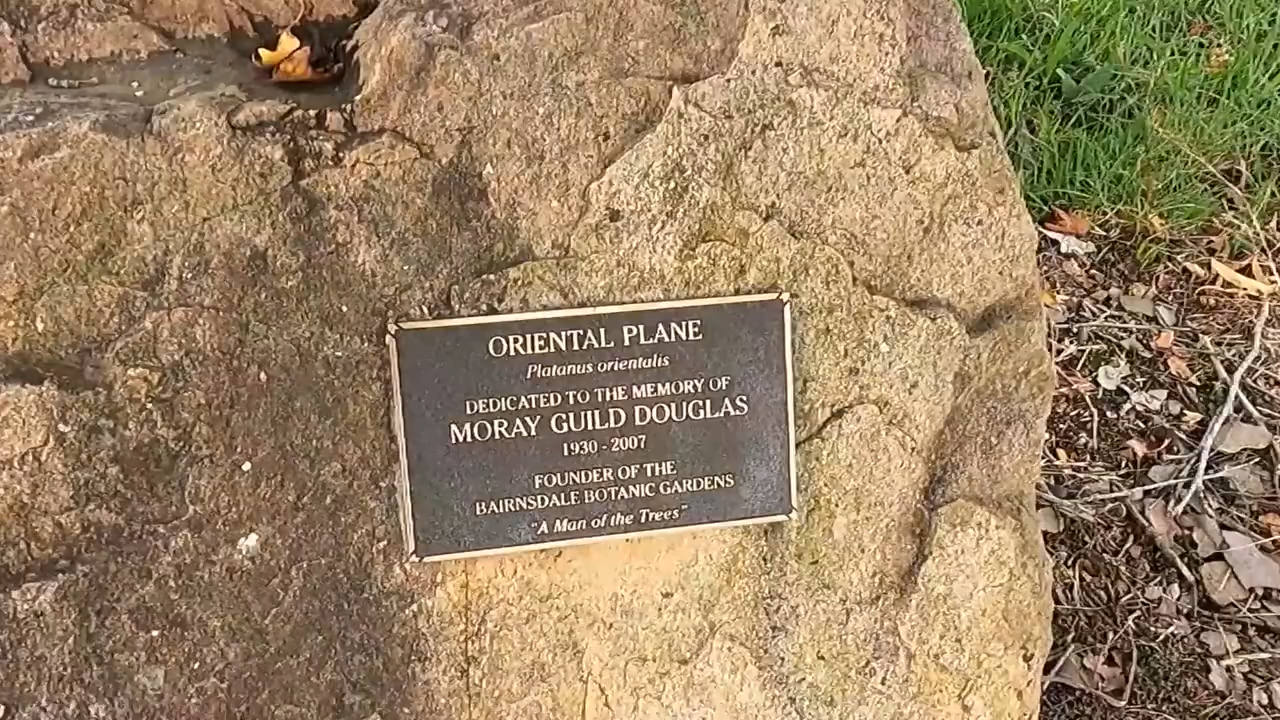 ORIENTAL PLANE
Platanus orientalis
DEDICATED TO THE MEMORY OF
MORAY GUILD DOUGLAS
1930 - 2007
FOUNDER OF THE
BAIRNSDALE BOTANIC GARDENS
"A Man of the Trees"